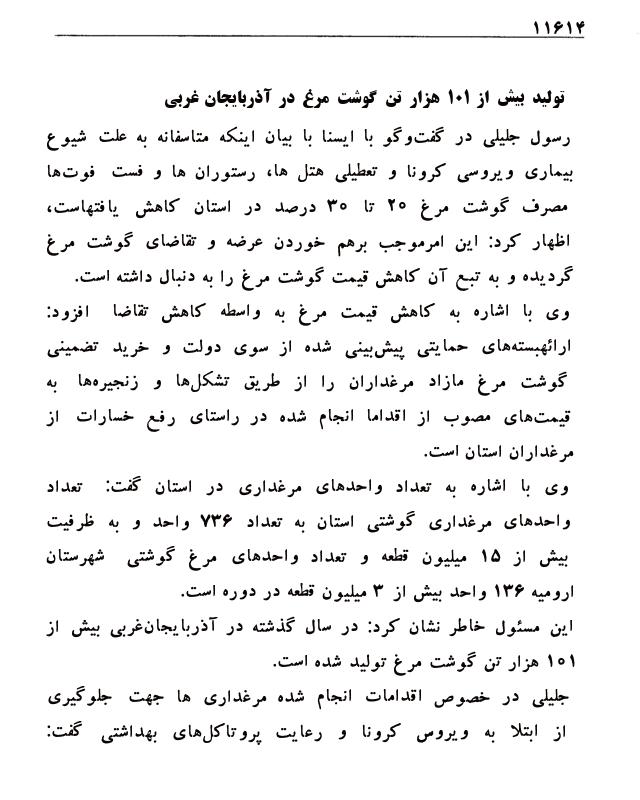 ۱۱۶۱۴
تولید بیش از ۱۰۱ هزار تن گوشت مرغ در آذربایجان غربی
رسول جلیلی در گفت‌وگو با ایسنا با بیان اینکه متاسفانه به علت شیوع
بیماری ویروسی کرونا و تعطیلی هتل ها، رستوران ها و فست فوت‌ها
مصرف گوشت مرغ ۲۰ تا ۳۰ درصد در استان کاهش یافتهاست،
اظهار کرد: این امرموجب برهم خوردن عرضه و تقاضای گوشت مرغ
گردیده و به تبع آن کاهش قیمت گوشت مرغ را به دنبال داشته است.
وی با اشاره به کاهش قیمت مرغ به واسطه کاهش تقاضا افزود:
ارائهبسته‌های حمایتی پیش‌بینی شده از سوی دولت و خرید تضمینی
گوشت مرغ مازاد مرغداران را از طریق تشکل‌ها و زنجیره‌ها به
قیمت‌های مصوب از اقداما انجام شده در راستای رفع خسارات از
مرغداران استان است.
وی با اشاره به تعداد واحدهای مرغداری در استان گفت: تعداد
واحدهای مرغداری گوشتی استان به تعداد ۷۳۶ واحد و به ظرفیت
بیش از ۱۵ میلیون قطعه و تعداد واحدهای مرغ گوشتی شهرستان
ارومیه ۱۳۶ واحد بیش از ۳ میلیون قطعه در دوره است.
این مسئول خاطر نشان کرد: در سال گذشته در آذربایجان‌غربی بیش از
۱۰۱ هزار تن گوشت مرغ تولید شده است.
جلیلی در خصوص اقدامات انجام شده مرغداری ها جهت جلوگیری
از ابتلا به ویروس کرونا و رعایت پروتاکل‌های بهداشتی گفت: